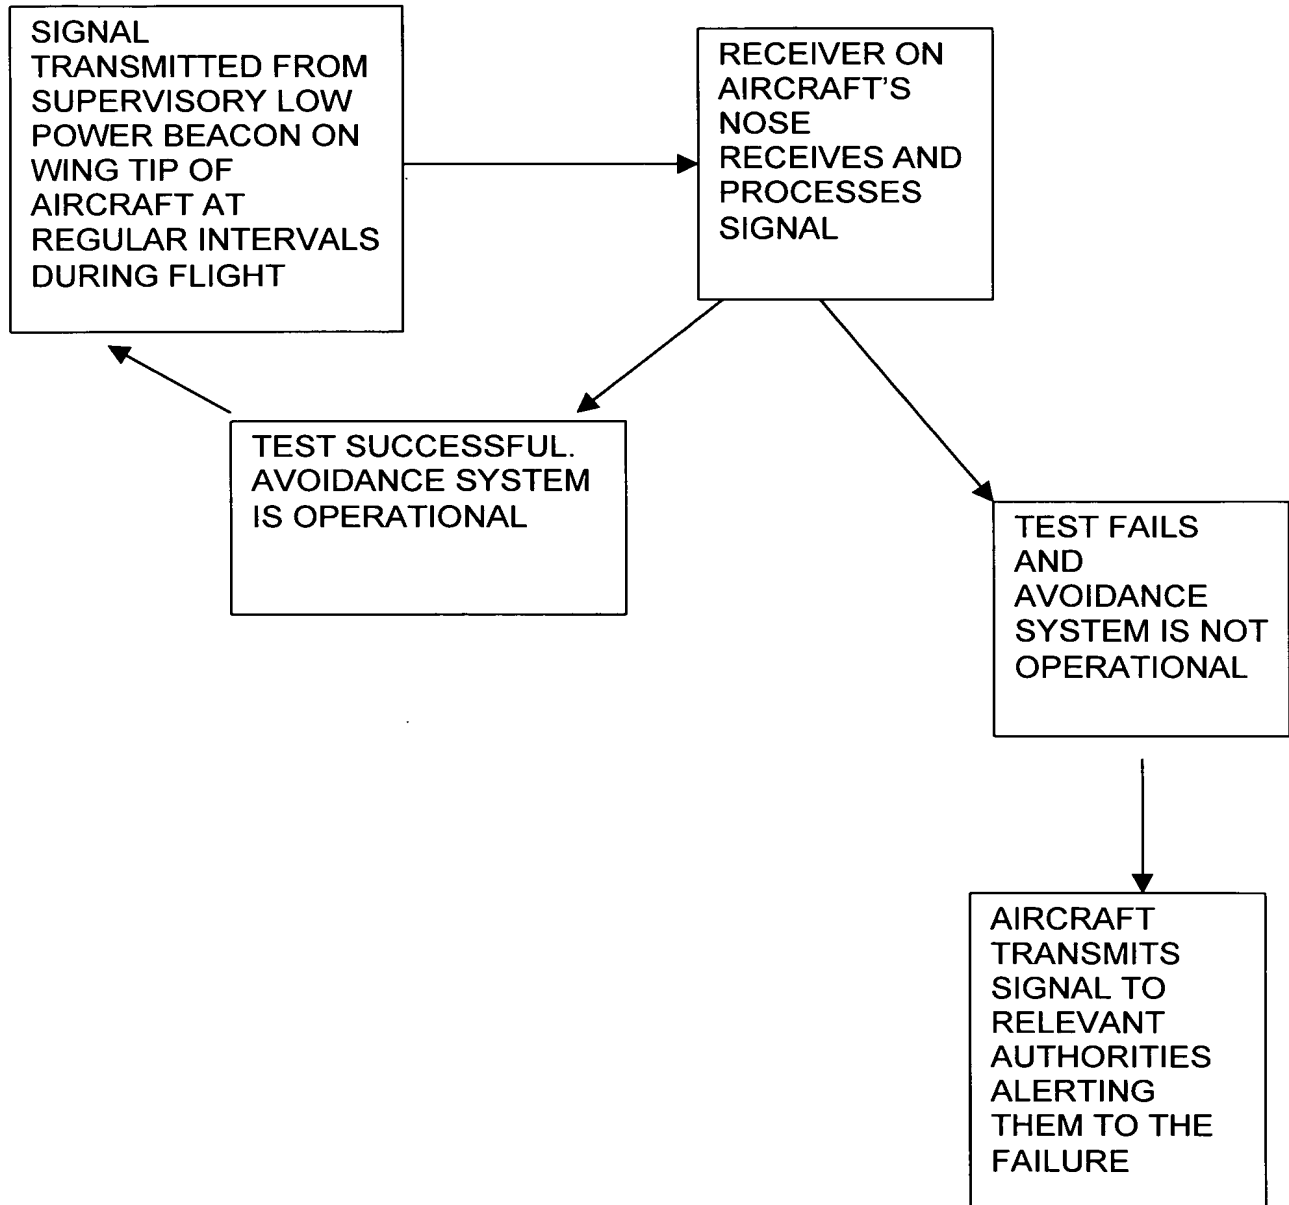 SIGNAL
TRANSMITTED FROM
SUPERVISORY LOW
POWER BEACON ON
WING TIP OF
AIRCRAFT AT
REGULAR INTERVALS
DURING FLIGHT
RECEIVER ON
AIRCRAFT'S
NOSE
RECEIVES AND
PROCESSES
SIGNAL
TEST SUCCESSFUL.
AVOIDANCE SYSTEM
IS OPERATIONAL
TEST FAILS
AND
AVOIDANCE
SYSTEM IS NOT
OPERATIONAL
AIRCRAFT
TRANSMITS
SIGNAL TO
RELEVANT
AUTHORITIES
ALERTING
THEM TO THE
FAILURE